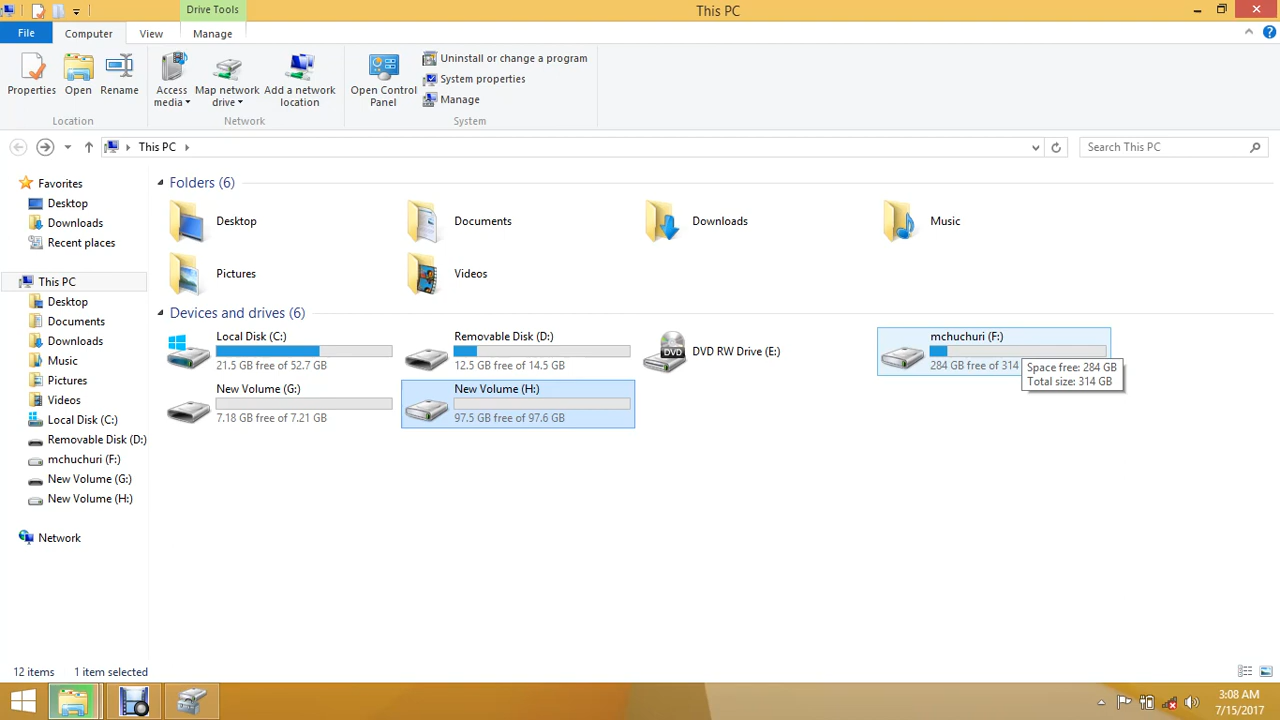 Drive Tools
This PC
File
Computer
View
Manage
Properties
Open
Rename
Access media
Map network drive
Add a network location
Open Control Panel
Uninstall or change a program
System properties
Manage
Location
Network
System
This PC
Search This PC
Favorites
Desktop
Downloads
Recent places
This PC
Desktop
Documents
Downloads
Music
Pictures
Videos
Local Disk (C:)
Removable Disk (D:)
mchuchuri (F:)
New Volume (G:)
New Volume (H:)
Network
Folders (6)
Desktop
Documents
Downloads
Music
Pictures
Videos
Devices and drives (6)
Local Disk (C:)
21.5 GB free of 52.7 GB
Removable Disk (D:)
12.5 GB free of 14.5 GB
DVD
DVD RW Drive (E:)
mchuchuri (F:)
284 GB free of 314
Space free: 284 GB
Total size: 314 GB
New Volume (G:)
7.18 GB free of 7.21 GB
New Volume (H:)
97.5 GB free of 97.6 GB
12 items
1 item selected
3:08 AM
7/15/2017